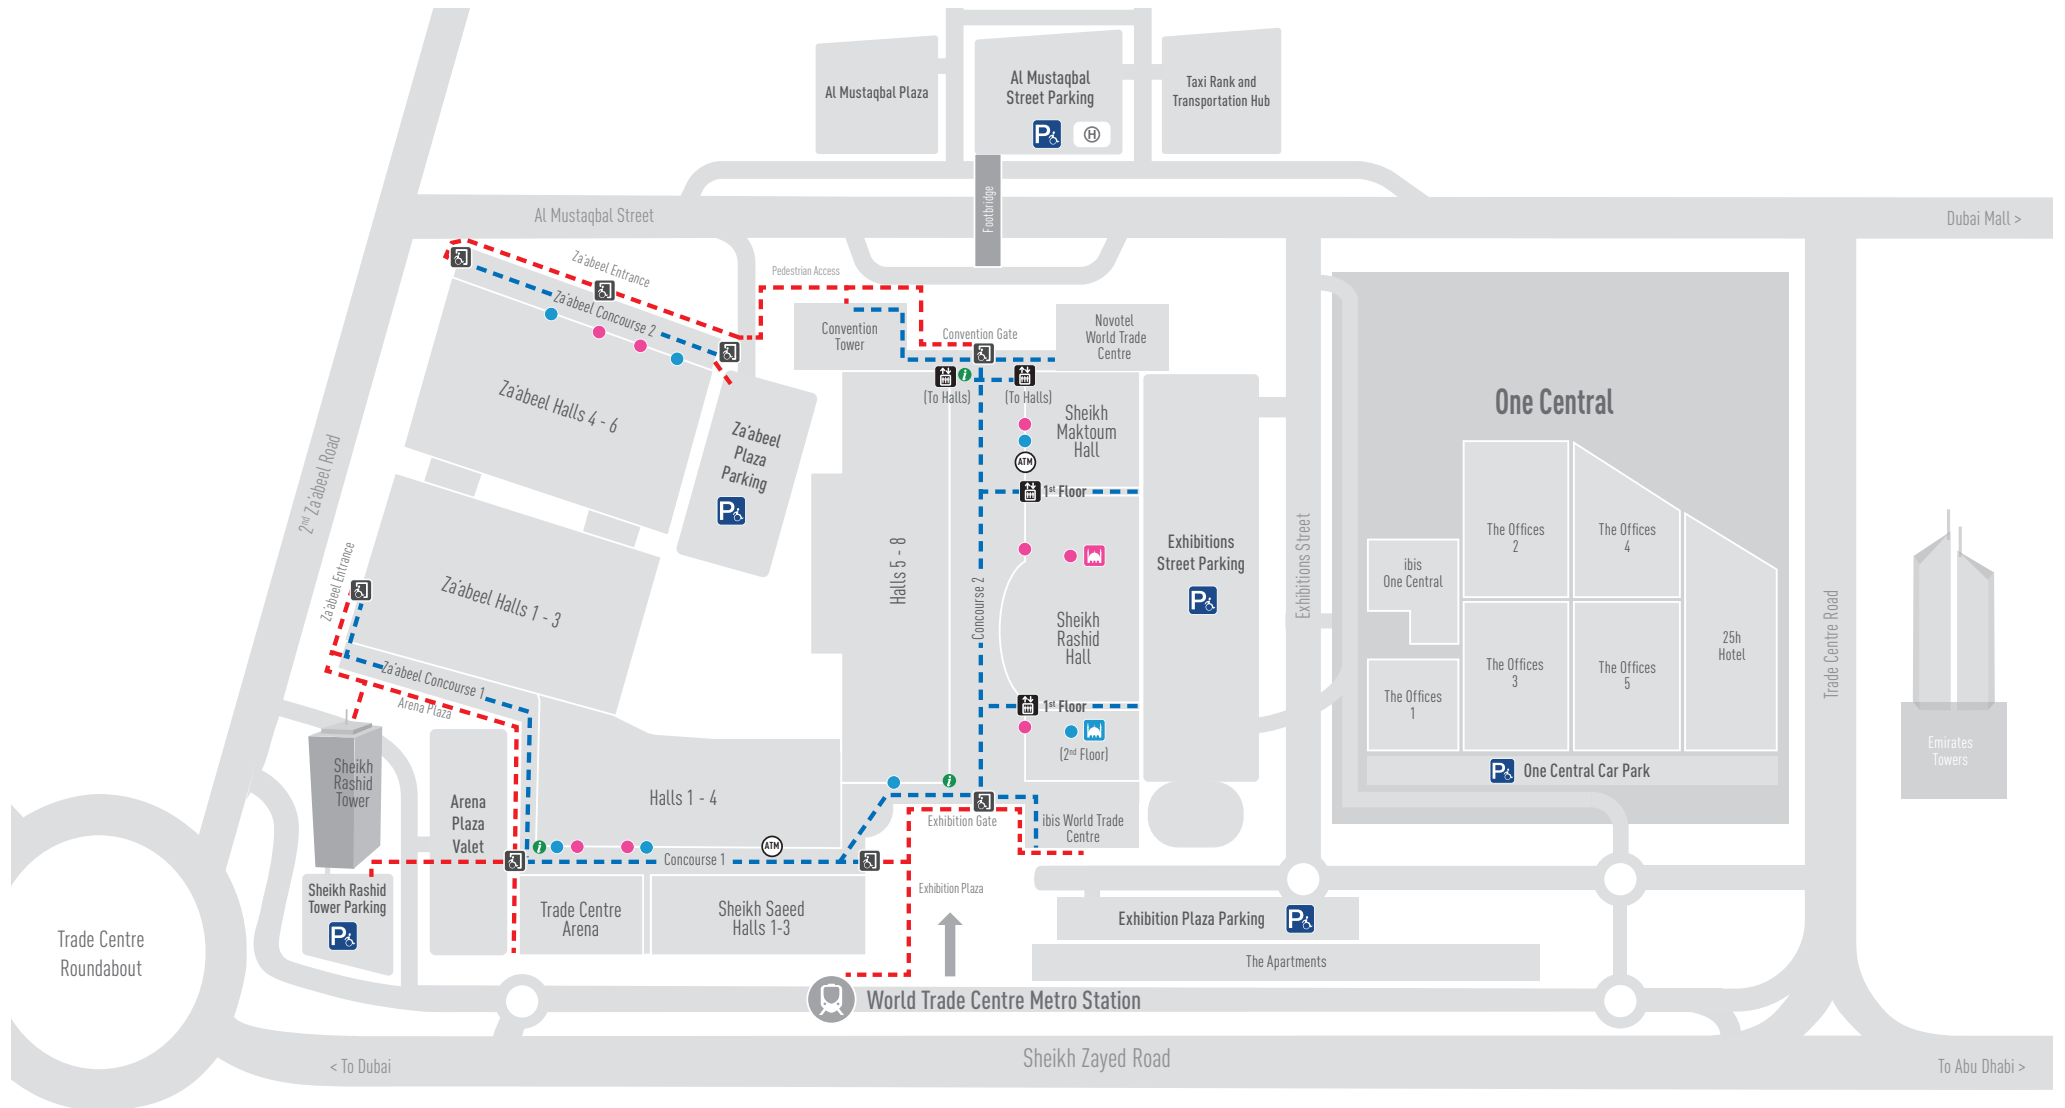 Al Mustaqbal Plaza
Al Mustaqbal
Street Parking
P
H
Taxi Rank and
Transportation Hub
Footbridge
Al Mustaqbal Street
Dubai Mall >
Za'abeel Entrance
Za'abeel Concourse 2
Pedestrian Access
Convention
Tower
Convention Gate
Novotel
World Trade
Centre
i
(To Halls)
(To Halls)
Za'abeel Halls 4 - 6
Za'abeel
Plaza
Parking
P
Sheikh
Maktoum
Hall
ATM
1st Floor
2nd Za'abeel Road
Za'abeel Entrance
Za'abeel Halls 1 - 3
Za'abeel Concourse 1
Arena Plaza
Halls 5 - 8
Concourse 2
Sheikh
Rashid
Hall
1st Floor
(2nd Floor)
Exhibitions
Street Parking
P
Exhibitions Street
One Central
The Offices
2
The Offices
4
ibis
One Central
The Offices
3
The Offices
5
25h
Hotel
The Offices
1
P
One Central Car Park
Trade Centre Road
Emirates
Towers
Sheikh
Rashid
Tower
Arena
Plaza
Valet
Halls 1 - 4
i
i
ATM
Concourse 1
Exhibition Gate
ibis World Trade
Centre
Sheikh Rashid
Tower Parking
P
Trade Centre
Arena
Sheikh Saeed
Halls 1-3
Exhibition Plaza
Exhibition Plaza Parking
P
The Apartments
Trade Centre
Roundabout
World Trade Centre Metro Station
Sheikh Zayed Road
< To Dubai
To Abu Dhabi >